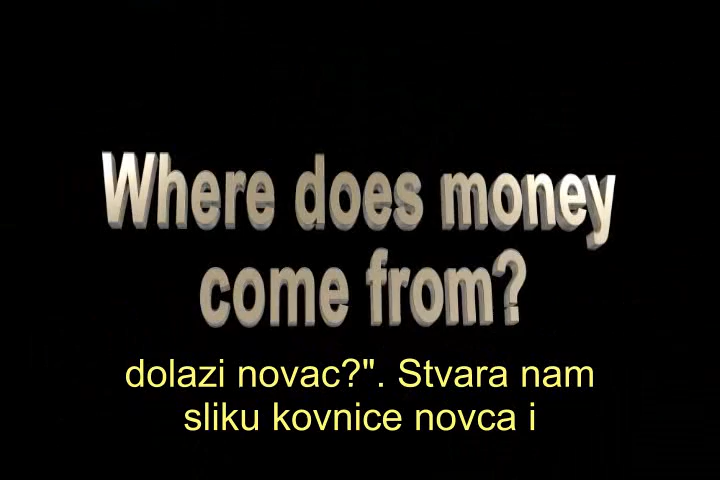 Where does money
come from?
dolazi novac?". Stvara nam
sliku kovnice novca i